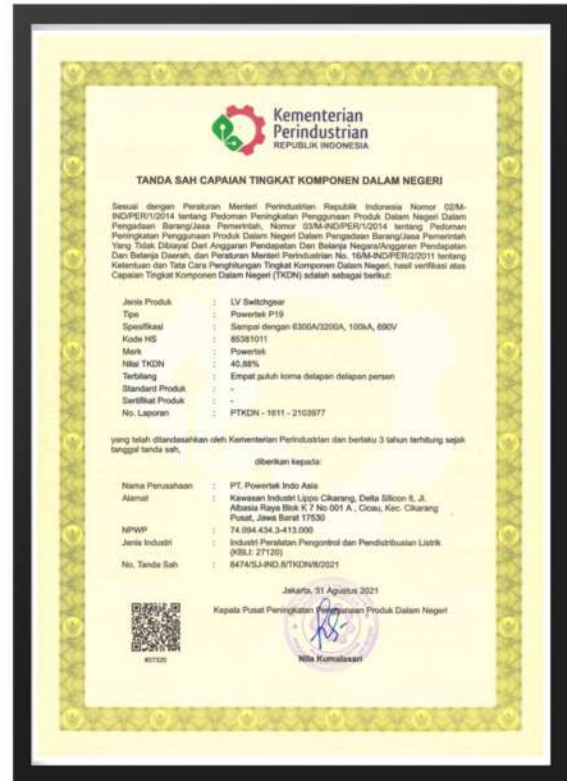 Kementerian
Perindustrian
REPUBLIK INDONESIA
TANDA SAH CAPAIAN TINGKAT KOMPONEN DALAM NEGERI
Sesuai dengan Peraturan Menteri Perindustrian Republik Indonesia Nomor 02/M-
IND/PER/1/2014 tentang Pedoman Peningkatan Penggunaan Produk Dalam Negeri Dalam
Pengadaan Barang/Jasa Pemerintah, Nomor 03/M-IND/PER/1/2014 tentang Pedoman
Peningkatan Penggunaan Produk Dalam Negeri Dalam Pengadaan Barang/Jasa Pemerintah
Yang Tidak Dibiayai Dari Anggaran Pendapatan Dan Belanja Negara/Anggaran Pendapatan
Dan Belanja Daerah, dan Peraturan Menteri Perindustrian No. 16/M-IND/PER/2/2011 tentang
Ketentuan dan Tata Cara Penghitungan Tingkat Komponen Dalam Negeri, hasil verifikasi atas
Capaian Tingkat Komponen Dalam Negeri (TKDN) adalah sebagai berikut:
Jenis Produk : LV Switchgear
Tipe : Powertek P19
Spesifikasi : Sampai dengan 6300A/3200A, 100kA, 690V
Kode HS : 85381011
Merk : Powertek
Nilai TKDN : 40,88%
Terbilang : Empat puluh koma delapan delapan persen
Standard Produk : -
Sertifikat Produk : -
No. Laporan : PTKDN - 1611 - 2103977
yang telah ditandasahkan oleh Kementerian Perindustrian dan berlaku 3 tahun terhitung sejak
tanggal tanda sah,
diberikan kepada:
Nama Perusahaan : PT. Powertek Indo Asia
Alamat : Kawasan Industri Lippo Cikarang, Delta Silicon 8, Jl.
Albasia Raya Blok K 7 No 001 A , Cicau, Kec. Cikarang
Pusat, Jawa Barat 17530
NPWP : 74.094.434.3-413.000
Jenis Industri : Industri Peralatan Pengontrol dan Pendistribusian Listrik
(KBLI: 27120)
No. Tanda Sah : 8474/SJ-IND.8/TKDN/8/2021
Jakarta, 31 Agustus 2021
Kepala Pusat Peningkatan Penggunaan Produk Dalam Negeri
Nila Kumalasari
#27320